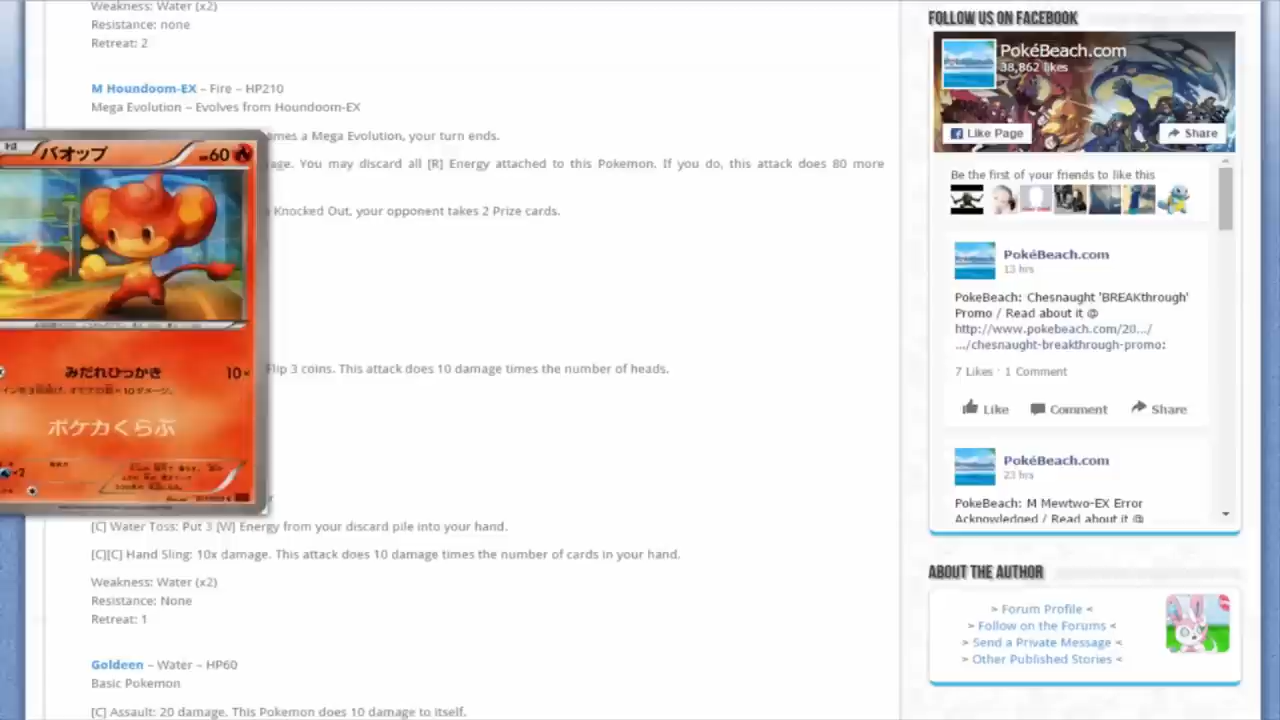 Weakness: Water (x2)
Resistance: none
Retreat: 2
M Houndoom-EX – Fire – HP210
Mega Evolution – Evolves from Houndoom-EX
omes a Mega Evolution, your turn ends.
age. You may discard all [R] Energy attached to this Pokemon. If you do, this attack does 80 more
Knocked Out, your opponent takes 2 Prize cards.
バオップ
60
みだれひっかき
10×
ポケカくらぶ
×2
Flip 3 coins. This attack does 10 damage times the number of heads.
[C] Water Toss: Put 3 [W] Energy from your discard pile into your hand.
[C][C] Hand Sling: 10x damage. This attack does 10 damage times the number of cards in your hand.
Weakness: Water (x2)
Resistance: None
Retreat: 1
Goldeen – Water – HP60
Basic Pokemon
[C] Assault: 20 damage. This Pokemon does 10 damage to itself.
FOLLOW US ON FACEBOOK
PokéBeach.com
38,862 likes
Like Page
Share
Be the first of your friends to like this
PokéBeach.com
13 hrs
PokeBeach: Chesnaught 'BREAKthrough'
Promo / Read about it @
http://www.pokebeach.com/20.../
.../chesnaught-breakthrough-promo:
7 Likes · 1 Comment
Like
Comment
Share
PokéBeach.com
23 hrs
PokeBeach: M Mewtwo-EX Error
Acknowledged / Read about it @
ABOUT THE AUTHOR
> Forum Profile <
> Follow on the Forums <
> Send a Private Message <
> Other Published Stories <